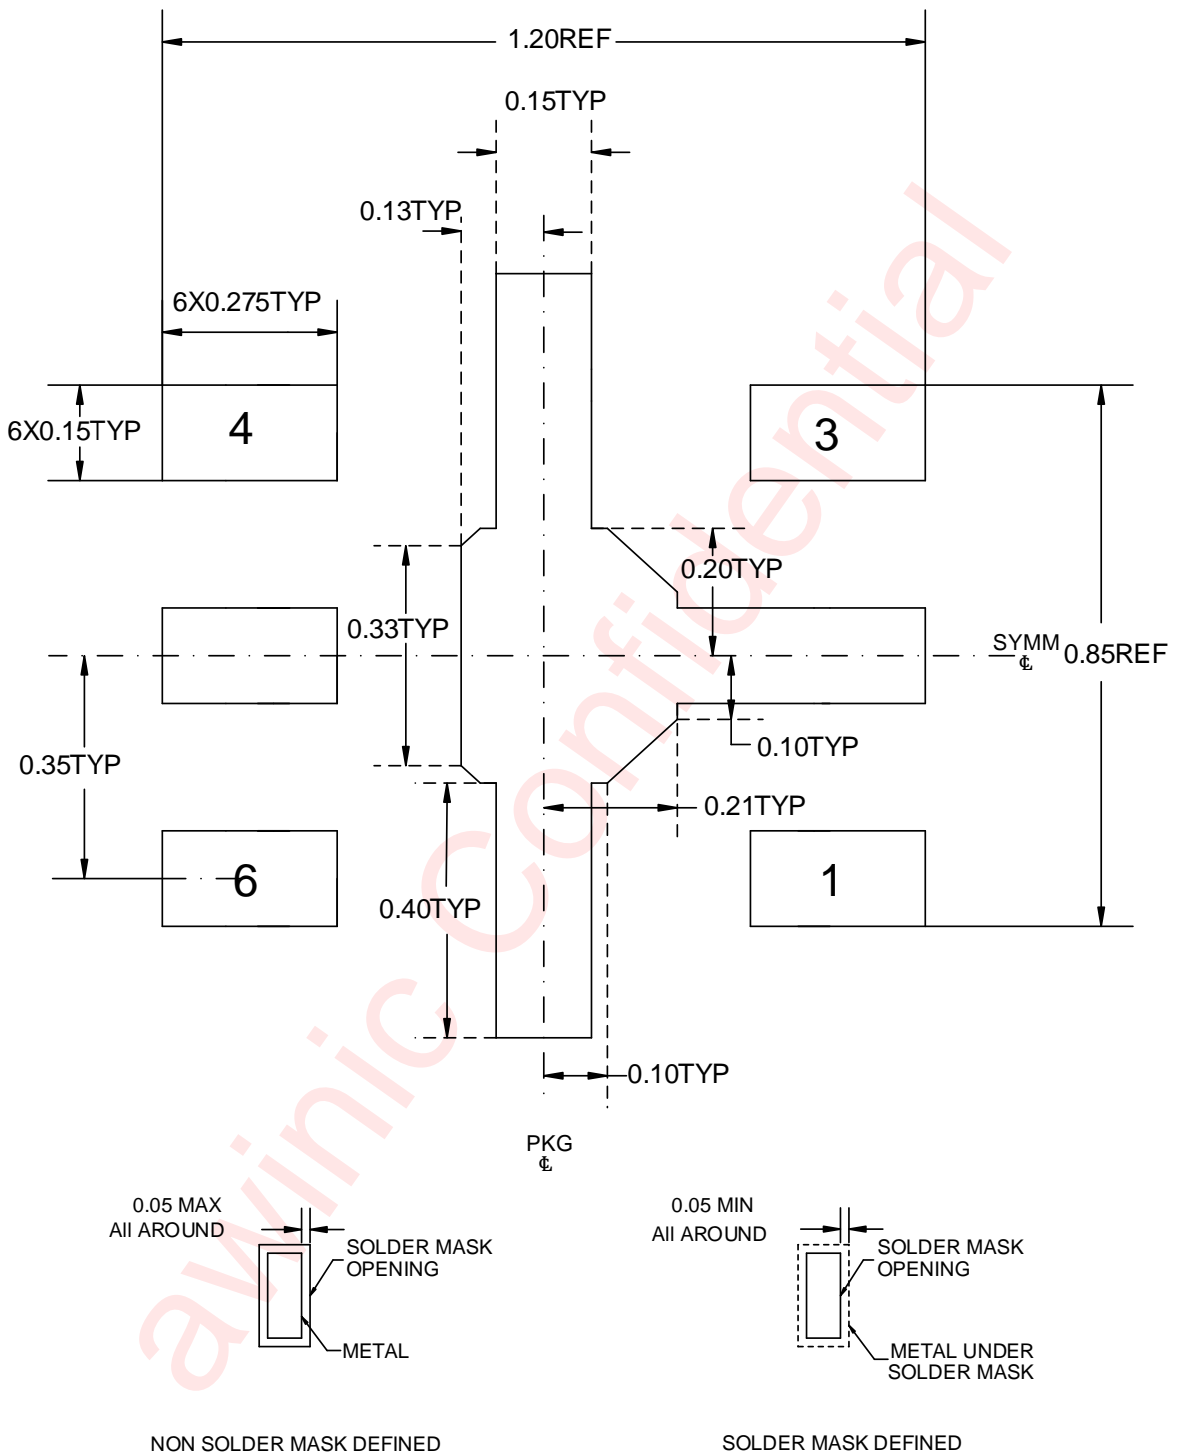 1.20REF
0.15TYP
0.13TYP
6X0.275TYP
6X0.15TYP
4
3
0.20TYP
0.33TYP
SYMM
℄
0.85REF
0.10TYP
0.35TYP
0.21TYP
6
1
0.40TYP
0.10TYP
PKG
℄
awinic Confidential
0.05 MAX
All AROUND
SOLDER MASK
OPENING
METAL
NON SOLDER MASK DEFINED
0.05 MIN
All AROUND
SOLDER MASK
OPENING
METAL UNDER
SOLDER MASK
SOLDER MASK DEFINED